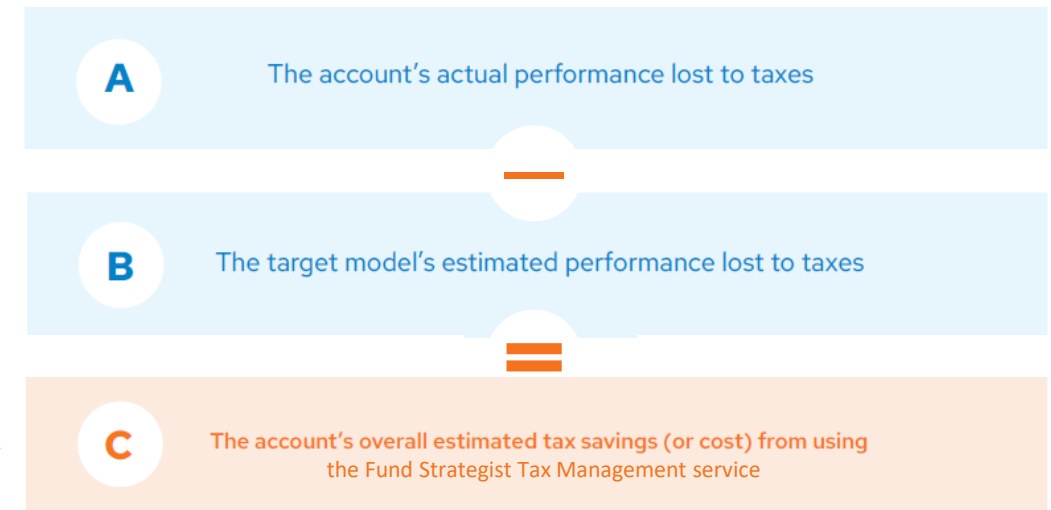 A
The account's actual performance lost to taxes
—
B
The target model's estimated performance lost to taxes
=
C
The account's overall estimated tax savings (or cost) from using
the Fund Strategist Tax Management service